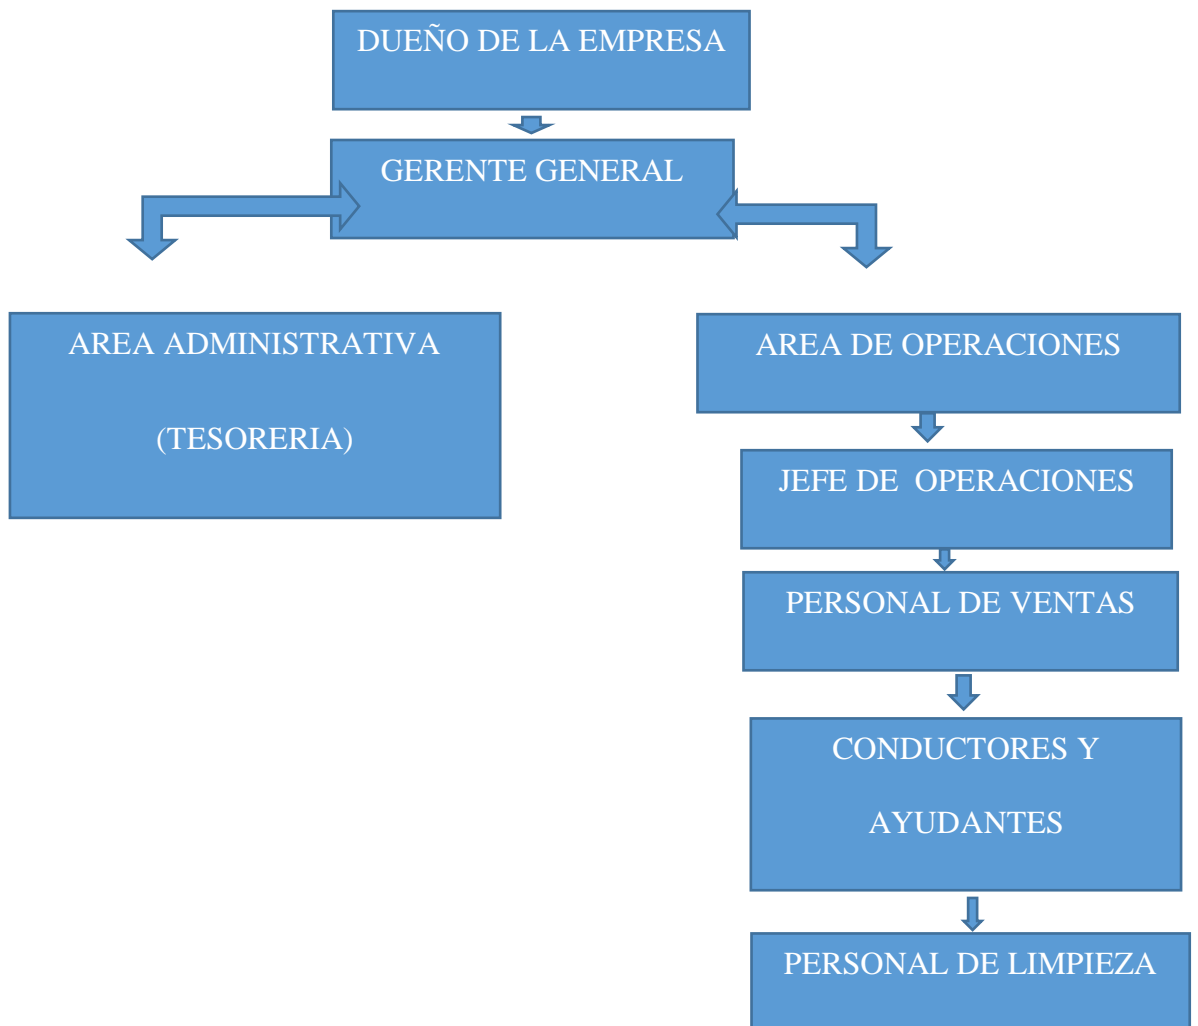 DUEÑO DE LA EMPRESA
GERENTE GENERAL
AREA ADMINISTRATIVA
(TESORERIA)
AREA DE OPERACIONES
JEFE DE OPERACIONES
PERSONAL DE VENTAS
CONDUCTORES Y
AYUDANTES
PERSONAL DE LIMPIEZA